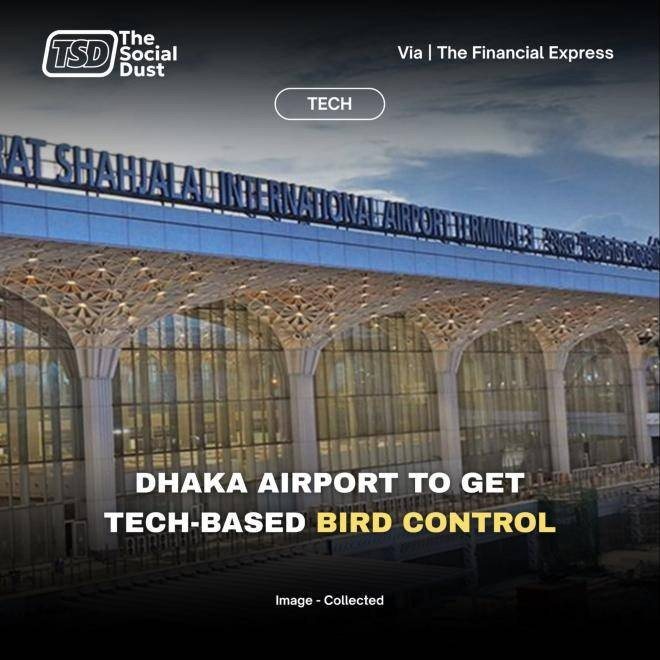 TSD The
Social
Dust
Via | The Financial Express
TECH
RAT SHAHJALAL INTERNATIONAL AIRPORT TERMINAL 3
DHAKA AIRPORT TO GET
TECH-BASED BIRD CONTROL
Image - Collected